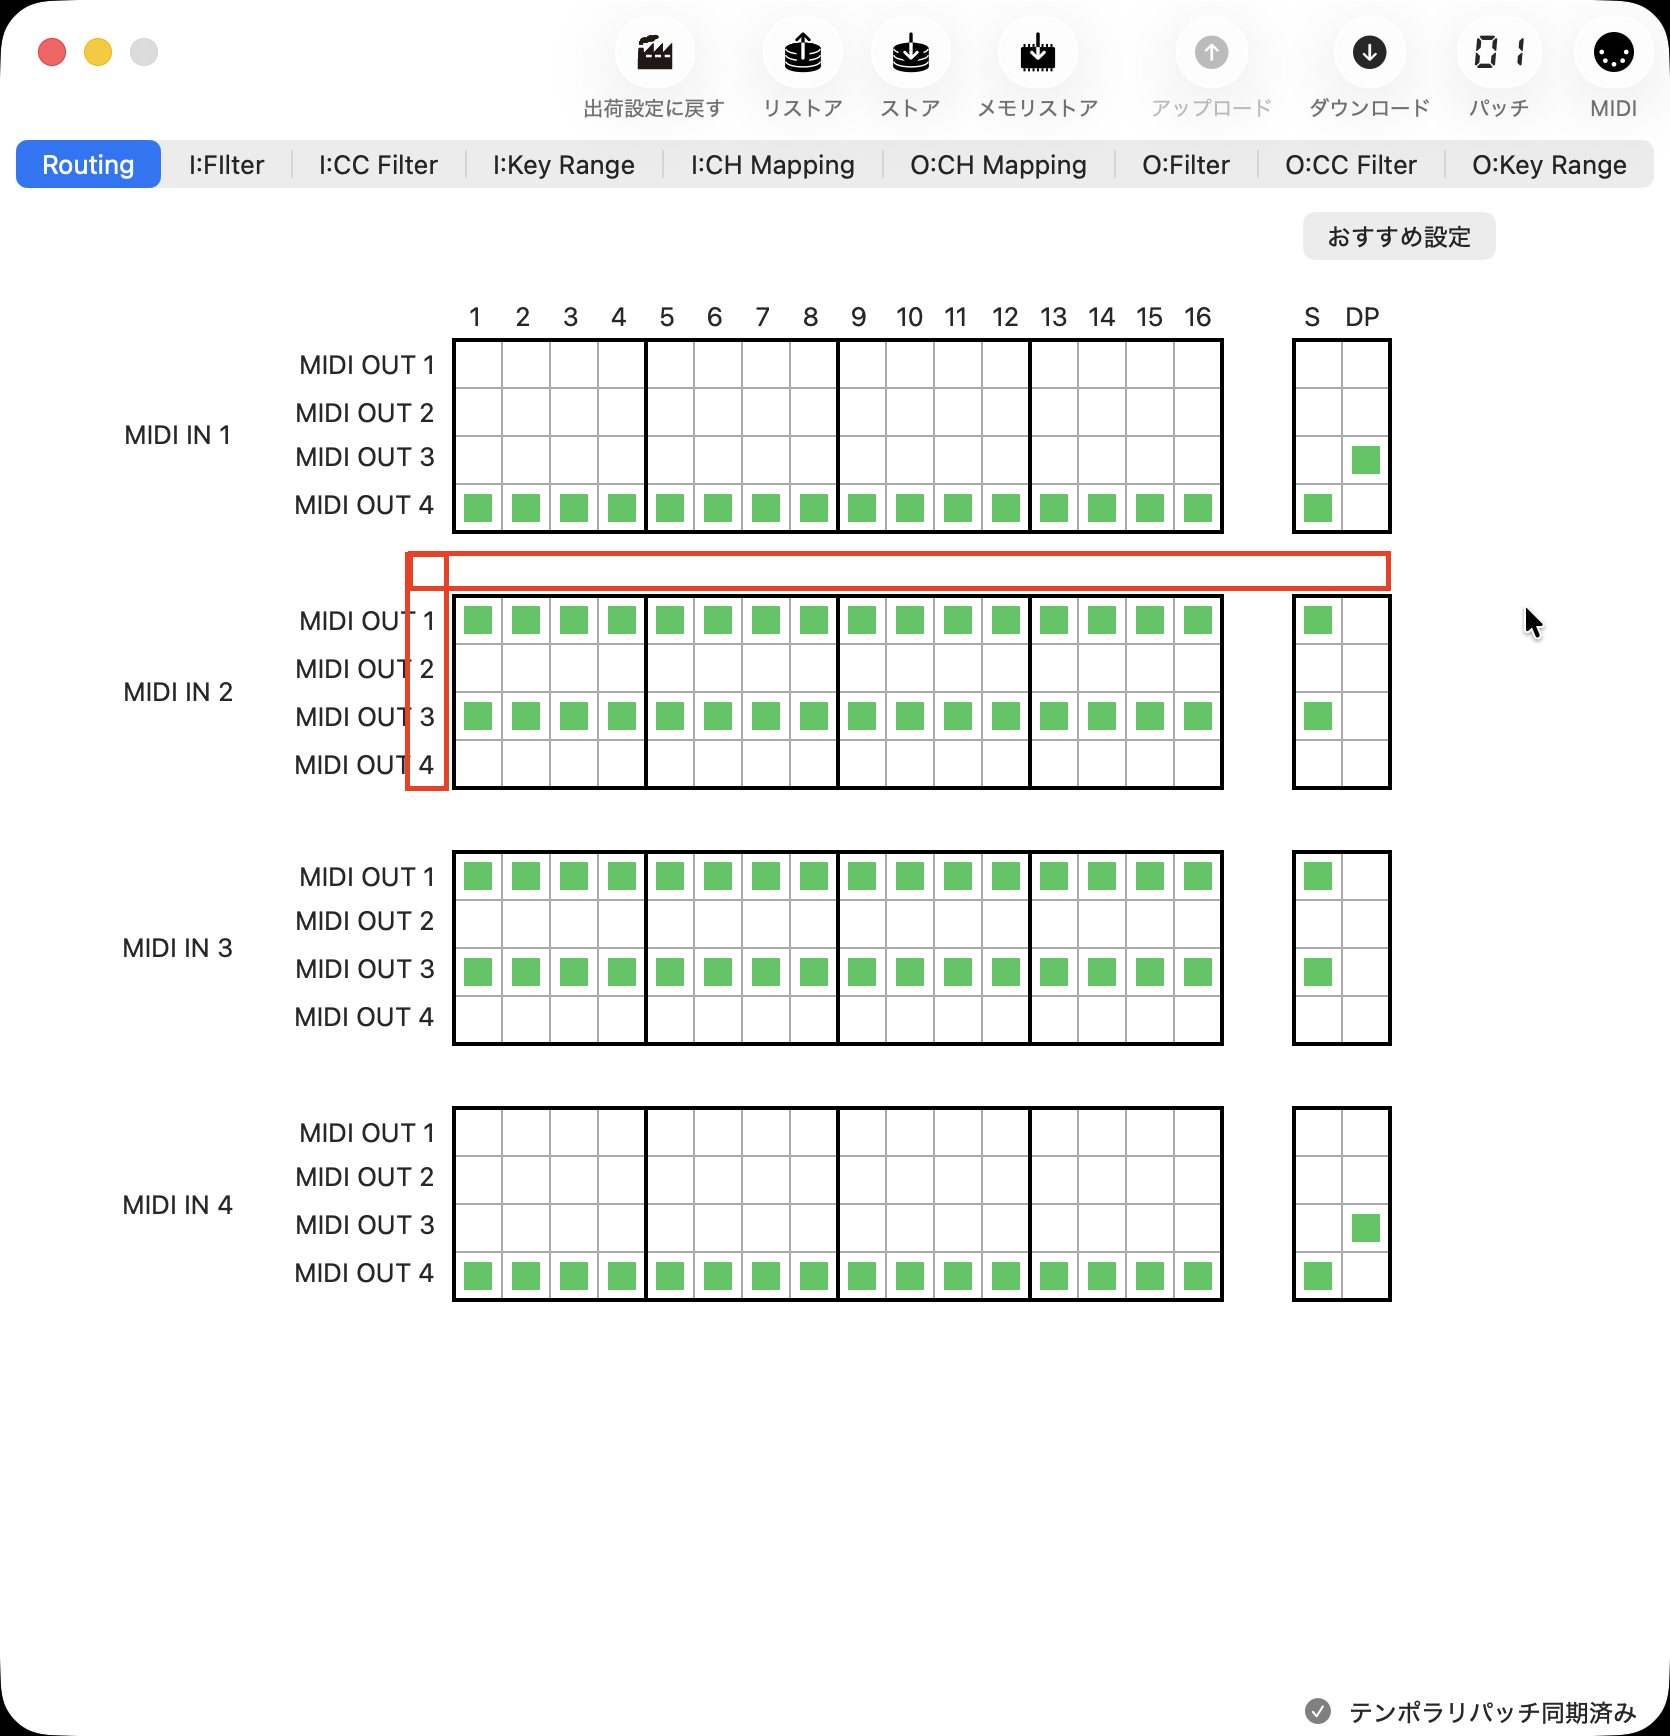 出荷設定に戻す リストア ストア メモリストア アップロード ダウンロード パッチ MIDI
01
Routing I:FIlter I:CC Filter I:Key Range I:CH Mapping O:CH Mapping O:Filter O:CC Filter O:Key Range
おすすめ設定
1 2 3 4 5 6 7 8 9 10 11 12 13 14 15 16 S DP
MIDI IN 1
MIDI OUT 1
MIDI OUT 2
MIDI OUT 3
MIDI OUT 4
MIDI IN 2
MIDI OUT 1
MIDI OUT 2
MIDI OUT 3
MIDI OUT 4
MIDI IN 3
MIDI OUT 1
MIDI OUT 2
MIDI OUT 3
MIDI OUT 4
MIDI IN 4
MIDI OUT 1
MIDI OUT 2
MIDI OUT 3
MIDI OUT 4
テンポラリパッチ同期済み